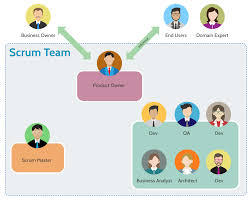 Business Owner
End Users
Domain Expert
Scrum Team
Product Owner
Dev
QA
Dev
Scrum Master
Business Analyst
Architect
Dev